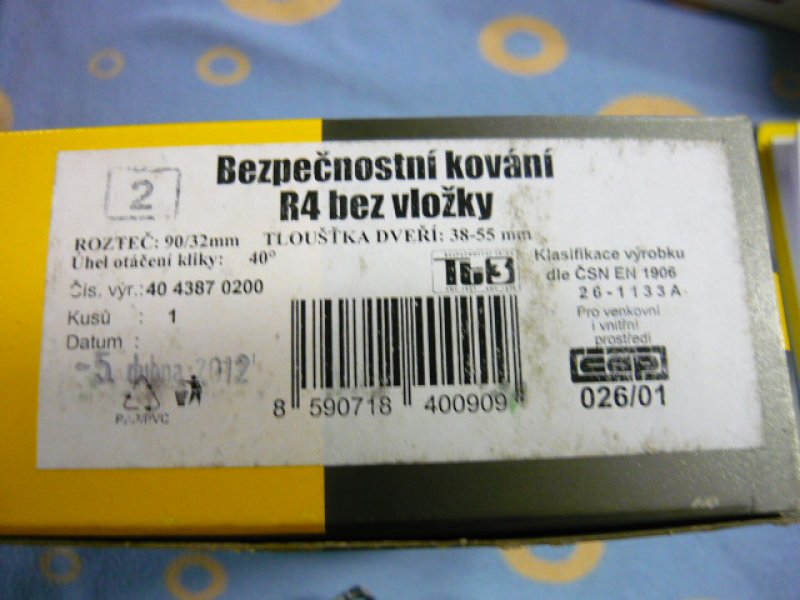 2
Bezpečnostní kování
R4 bez vložky
ROZTEČ: 90/32mm TLOUŠŤKA DVEŘÍ: 38-55 mm
Úhel otáčení kliky: 40°
Čís. výr.: 40 4387 0200
Kusů : 1
Datum :
-5. dubna 2012
Klasifikace výrobku
dle ČSN EN 1906
26-1133A
Pro venkovní
i vnitřní
prostředí
cap
026/01
8 590718 400909